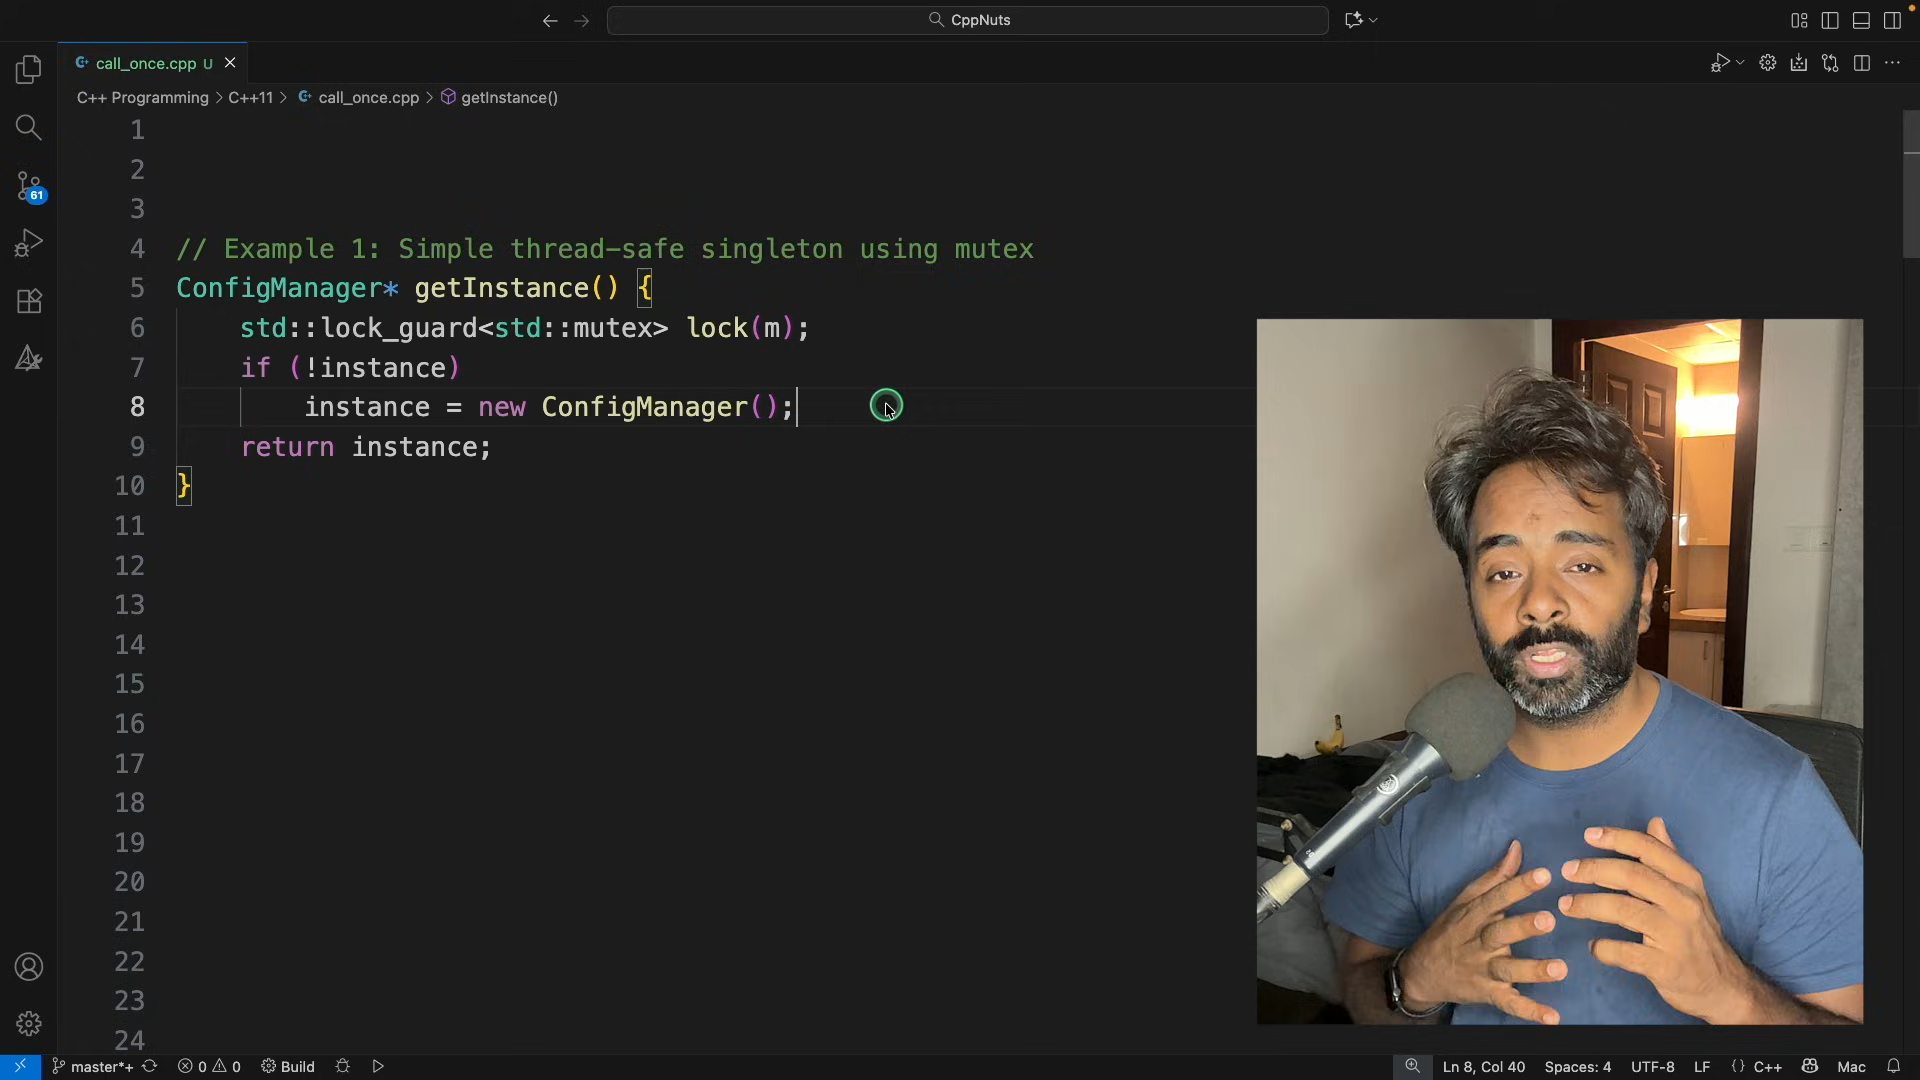 CppNuts
call_once.cpp U
C++ Programming > C++11 > call_once.cpp > getInstance()
1
2
3
4 // Example 1: Simple thread-safe singleton using mutex
5 ConfigManager* getInstance() {
6 std::lock_guard<std::mutex> lock(m);
7 if (!instance)
8 instance = new ConfigManager();
9 return instance;
10 }
11
12
13
14
15
16
17
18
19
20
21
22
23
24
61
master*+ 0 0 Build Ln 8, Col 40 Spaces: 4 UTF-8 LF {} C++ Mac